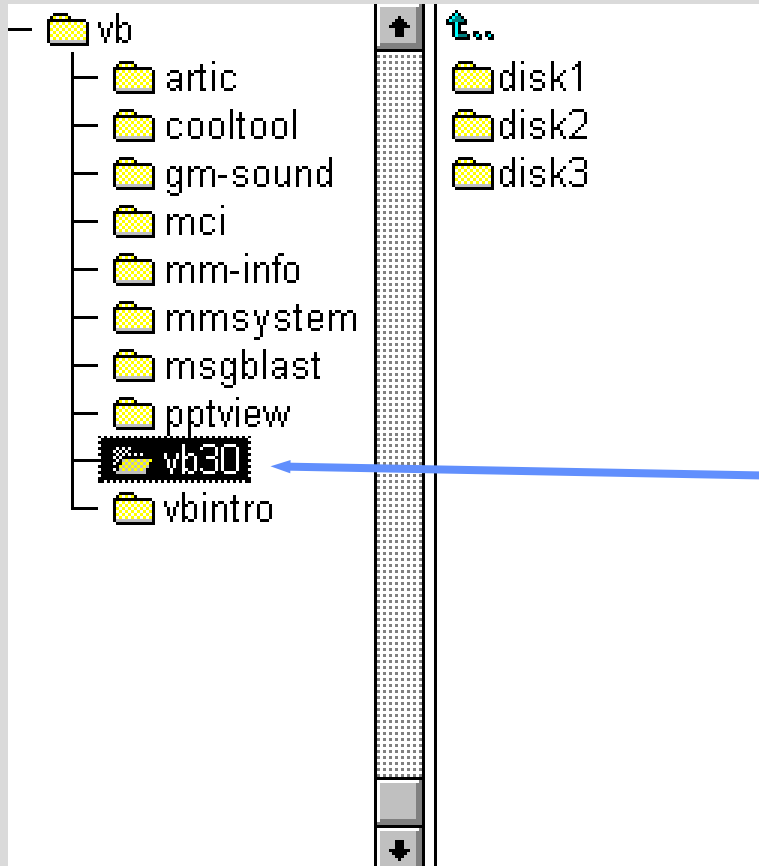 vb
artic
cooltool
gm-sound
mci
mm-info
mmsystem
msgblast
pptview
vb30
vbintro
..
disk1
disk2
disk3